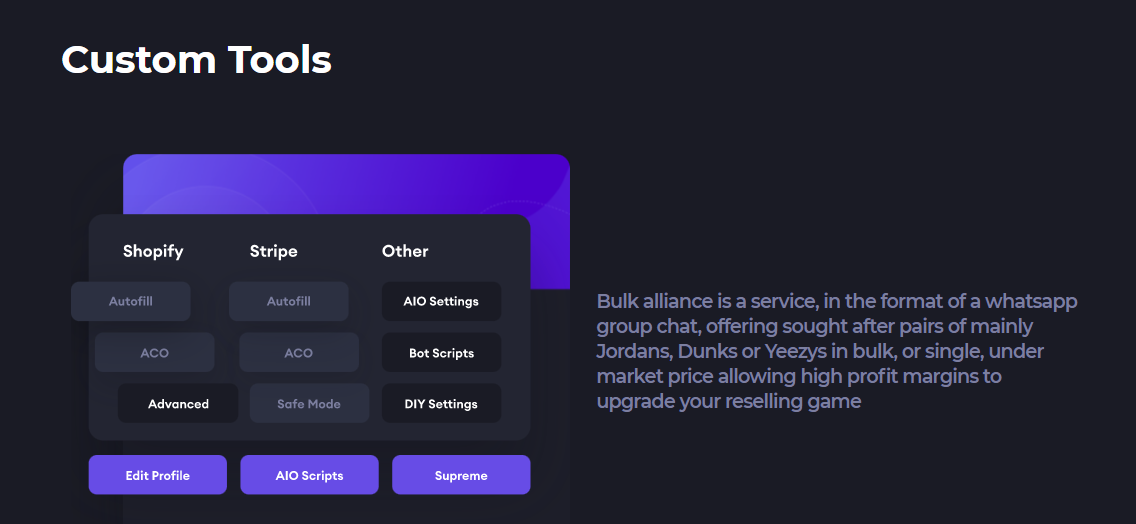 Custom Tools
Shopify Stripe Other
Autofill Autofill AIO Settings
ACO ACO Bot Scripts
Advanced Safe Mode DIY Settings
Edit Profile AIO Scripts Supreme
Bulk alliance is a service, in the format of a whatsapp
group chat, offering sought after pairs of mainly
Jordans, Dunks or Yeezys in bulk, or single, under
market price allowing high profit margins to
upgrade your reselling game